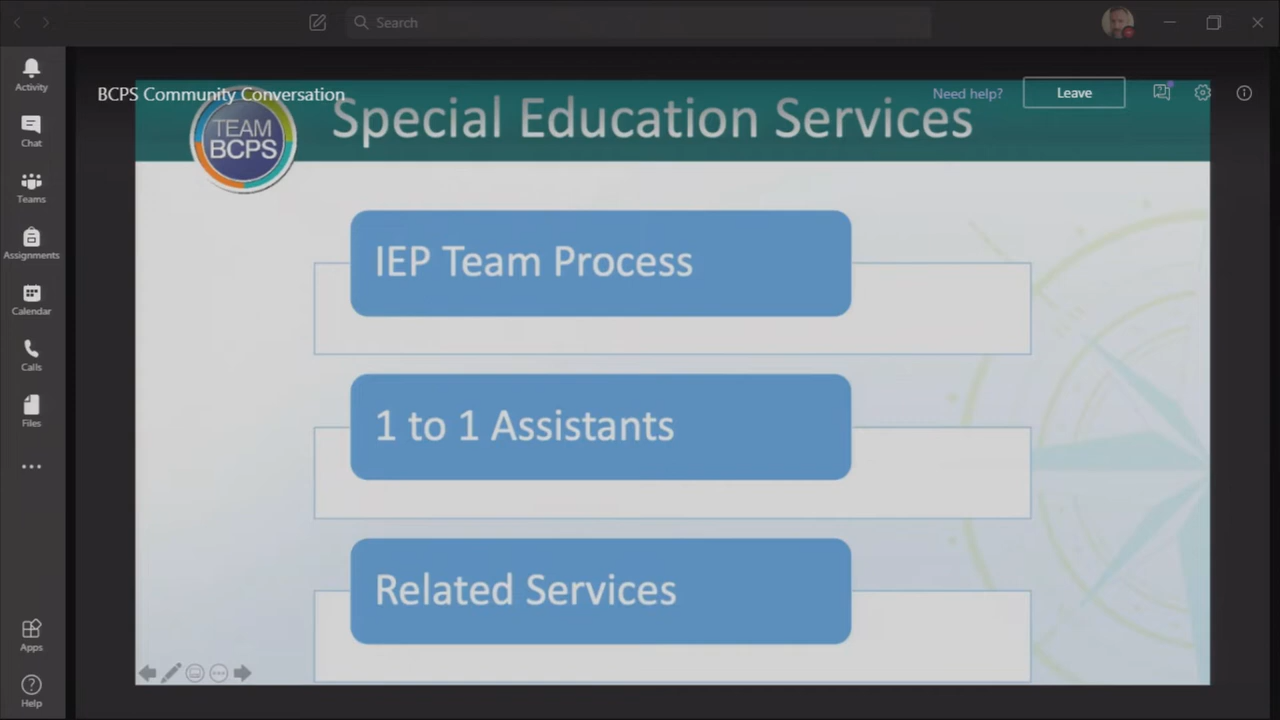 Search
Activity
Chat
Teams
Assignments
Calendar
Calls
Files
Apps
Help
BCPS Community Conversation
Need help?
Leave
TEAM
BCPS
Special Education Services
IEP Team Process
1 to 1 Assistants
Related Services